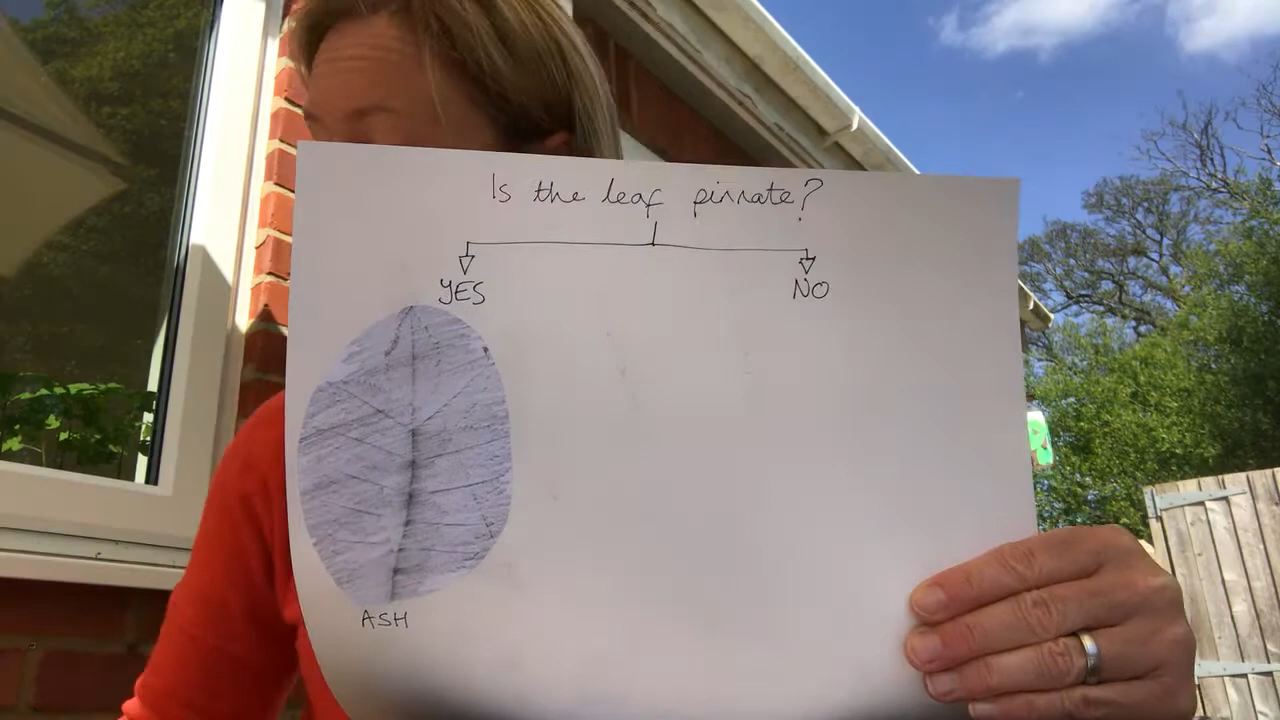 Is the leaf pinnate?
YES
NO
ASH